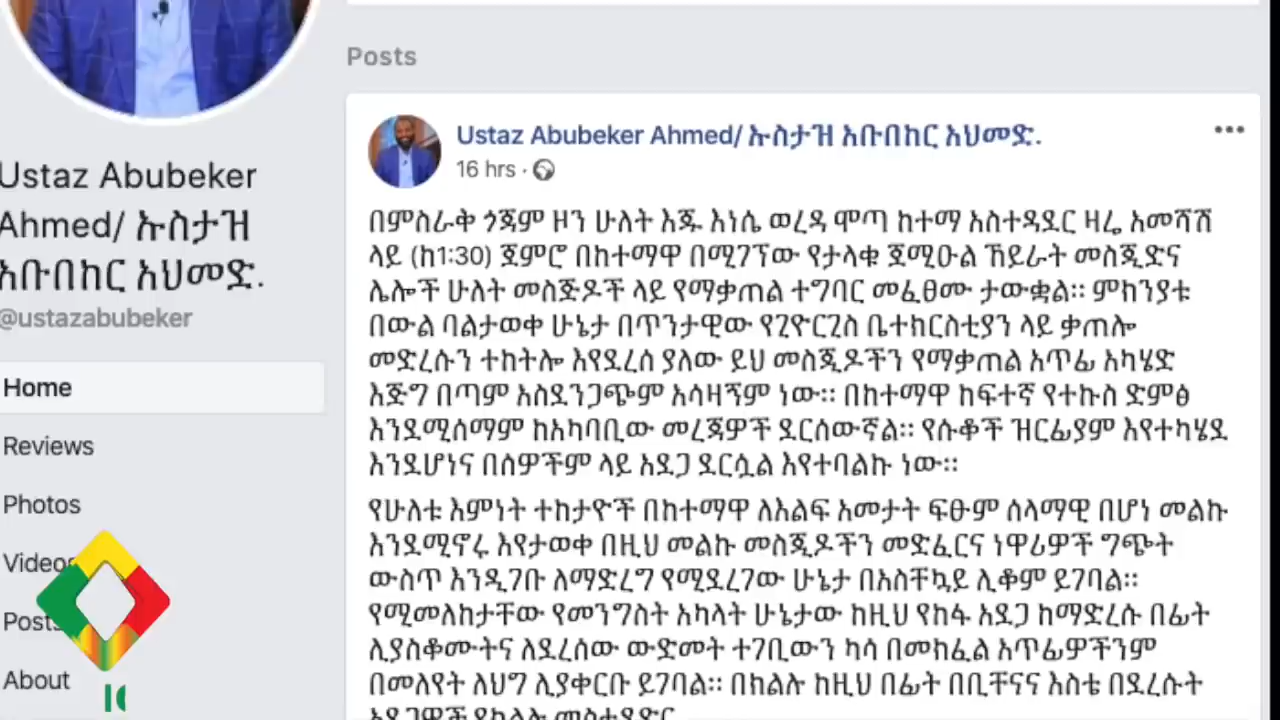 Ustaz Abubeker
Ahmed/ ኡስታዝ
አቡበከር አህመድ.
@ustazabubeker
Home
Reviews
Photos
Videos
Posts
About
Posts
Ustaz Abubeker Ahmed/ ኡስታዝ አቡበከር አህመድ.
16 hrs
በምስራቅ ጎጃም ዞን ሁለት እጁ እነሴ ወረዳ ሞጣ ከተማ አስተዳደር ዛሬ አመሻሽ
ላይ (ከ1:30) ጀምሮ በከተማዋ በሚገኘው የታላቁ ጀሚዑል ኸይራት መስጂድና
ሌሎች ሁለት መስጅዶች ላይ የማቃጠል ተግባር መፈፀሙ ታውቋል። ምክንያቱ
በውል ባልታወቀ ሁኔታ በጥንታዊው የጊዮርጊስ ቤተክርስቲያን ላይ ቃጠሎ
መድረሱን ተከትሎ እየደረሰ ያለው ይህ መስጂዶችን የማቃጠል አጥፊ አካሄድ
እጅግ በጣም አስደንጋጭም አሳዛኝም ነው። በከተማዋ ከፍተኛ የተኩስ ድምፅ
እንደሚሰማም ከአካባቢው መረጃዎች ደርሰውኛል። የሱቆች ዝርፊያም እየተካሄደ
እንደሆነና በሰዎችም ላይ አደጋ ደርሷል እየተባልኩ ነው።
የሁለቱ እምነት ተከታዮች በከተማዋ ለእልፍ አመታት ፍፁም ሰላማዊ በሆነ መልኩ
እንደሚኖሩ እየታወቀ በዚህ መልኩ መስጂዶችን መድፈርና ነዋሪዎች ግጭት
ውስጥ እንዲገቡ ለማድረግ የሚደረገው ሁኔታ በአስቸኳይ ሊቆም ይገባል።
የሚመለከታቸው የመንግስት አካላት ሁኔታው ከዚህ የከፋ አደጋ ከማድረሱ በፊት
ሊያስቆሙትና ለደረሰው ውድመት ተገቢውን ካሳ በመክፈል አጥፊዎችንም
በመለየት ለህግ ሊያቀርቡ ይገባል። በክልሉ ከዚህ በፊት በቢቸናና እስቴ በደረሱት